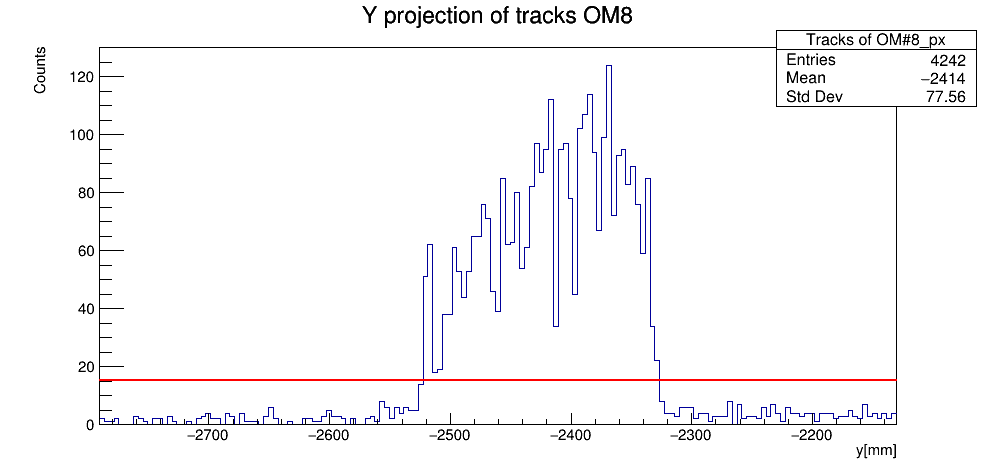 Y projection of tracks OM8
Tracks of OM#8_px
Entries 4242
Mean −2414
Std Dev 77.56
Counts
120
100
80
60
40
20
0
−2700 −2600 −2500 −2400 −2300 −2200
y[mm]